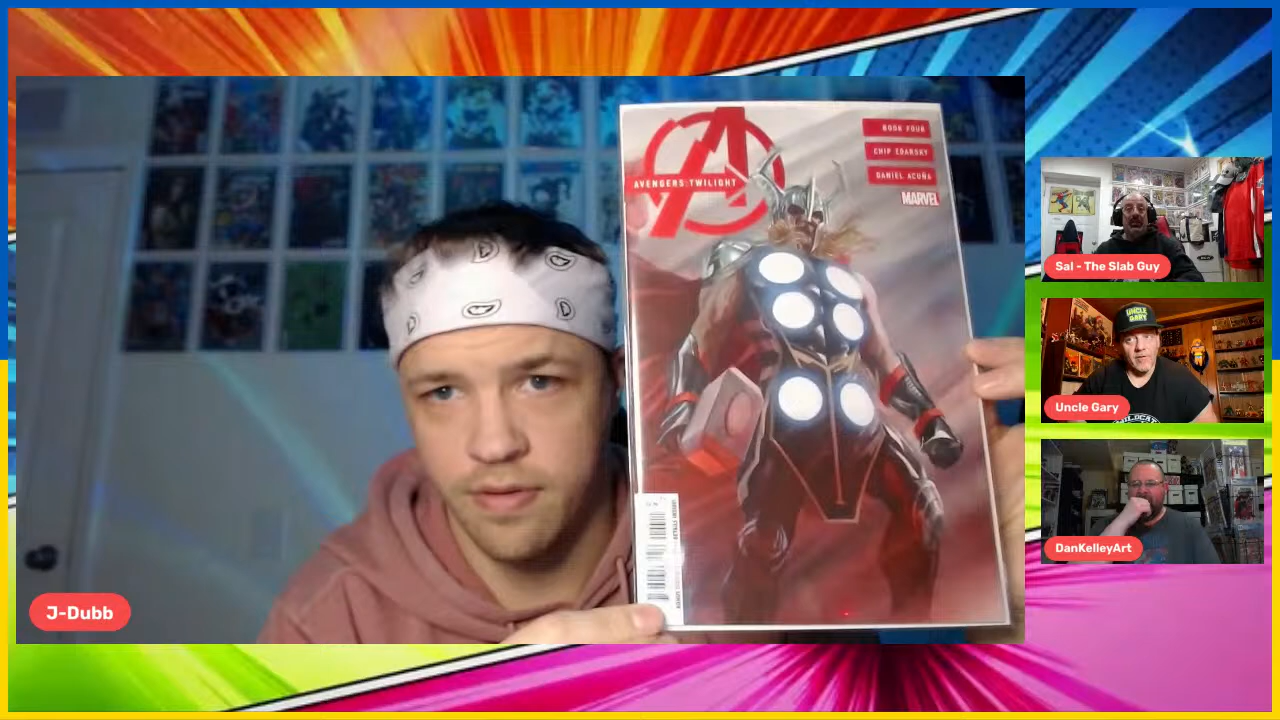 BOOK FOUR
CHIP ZDARSKY
DANIEL ACUÑA
MARVEL
AVENGERS: TWILIGHT
J-Dubb
Sal - The Slab Guy
UNCLE GARY
Uncle Gary
DanKelleyArt